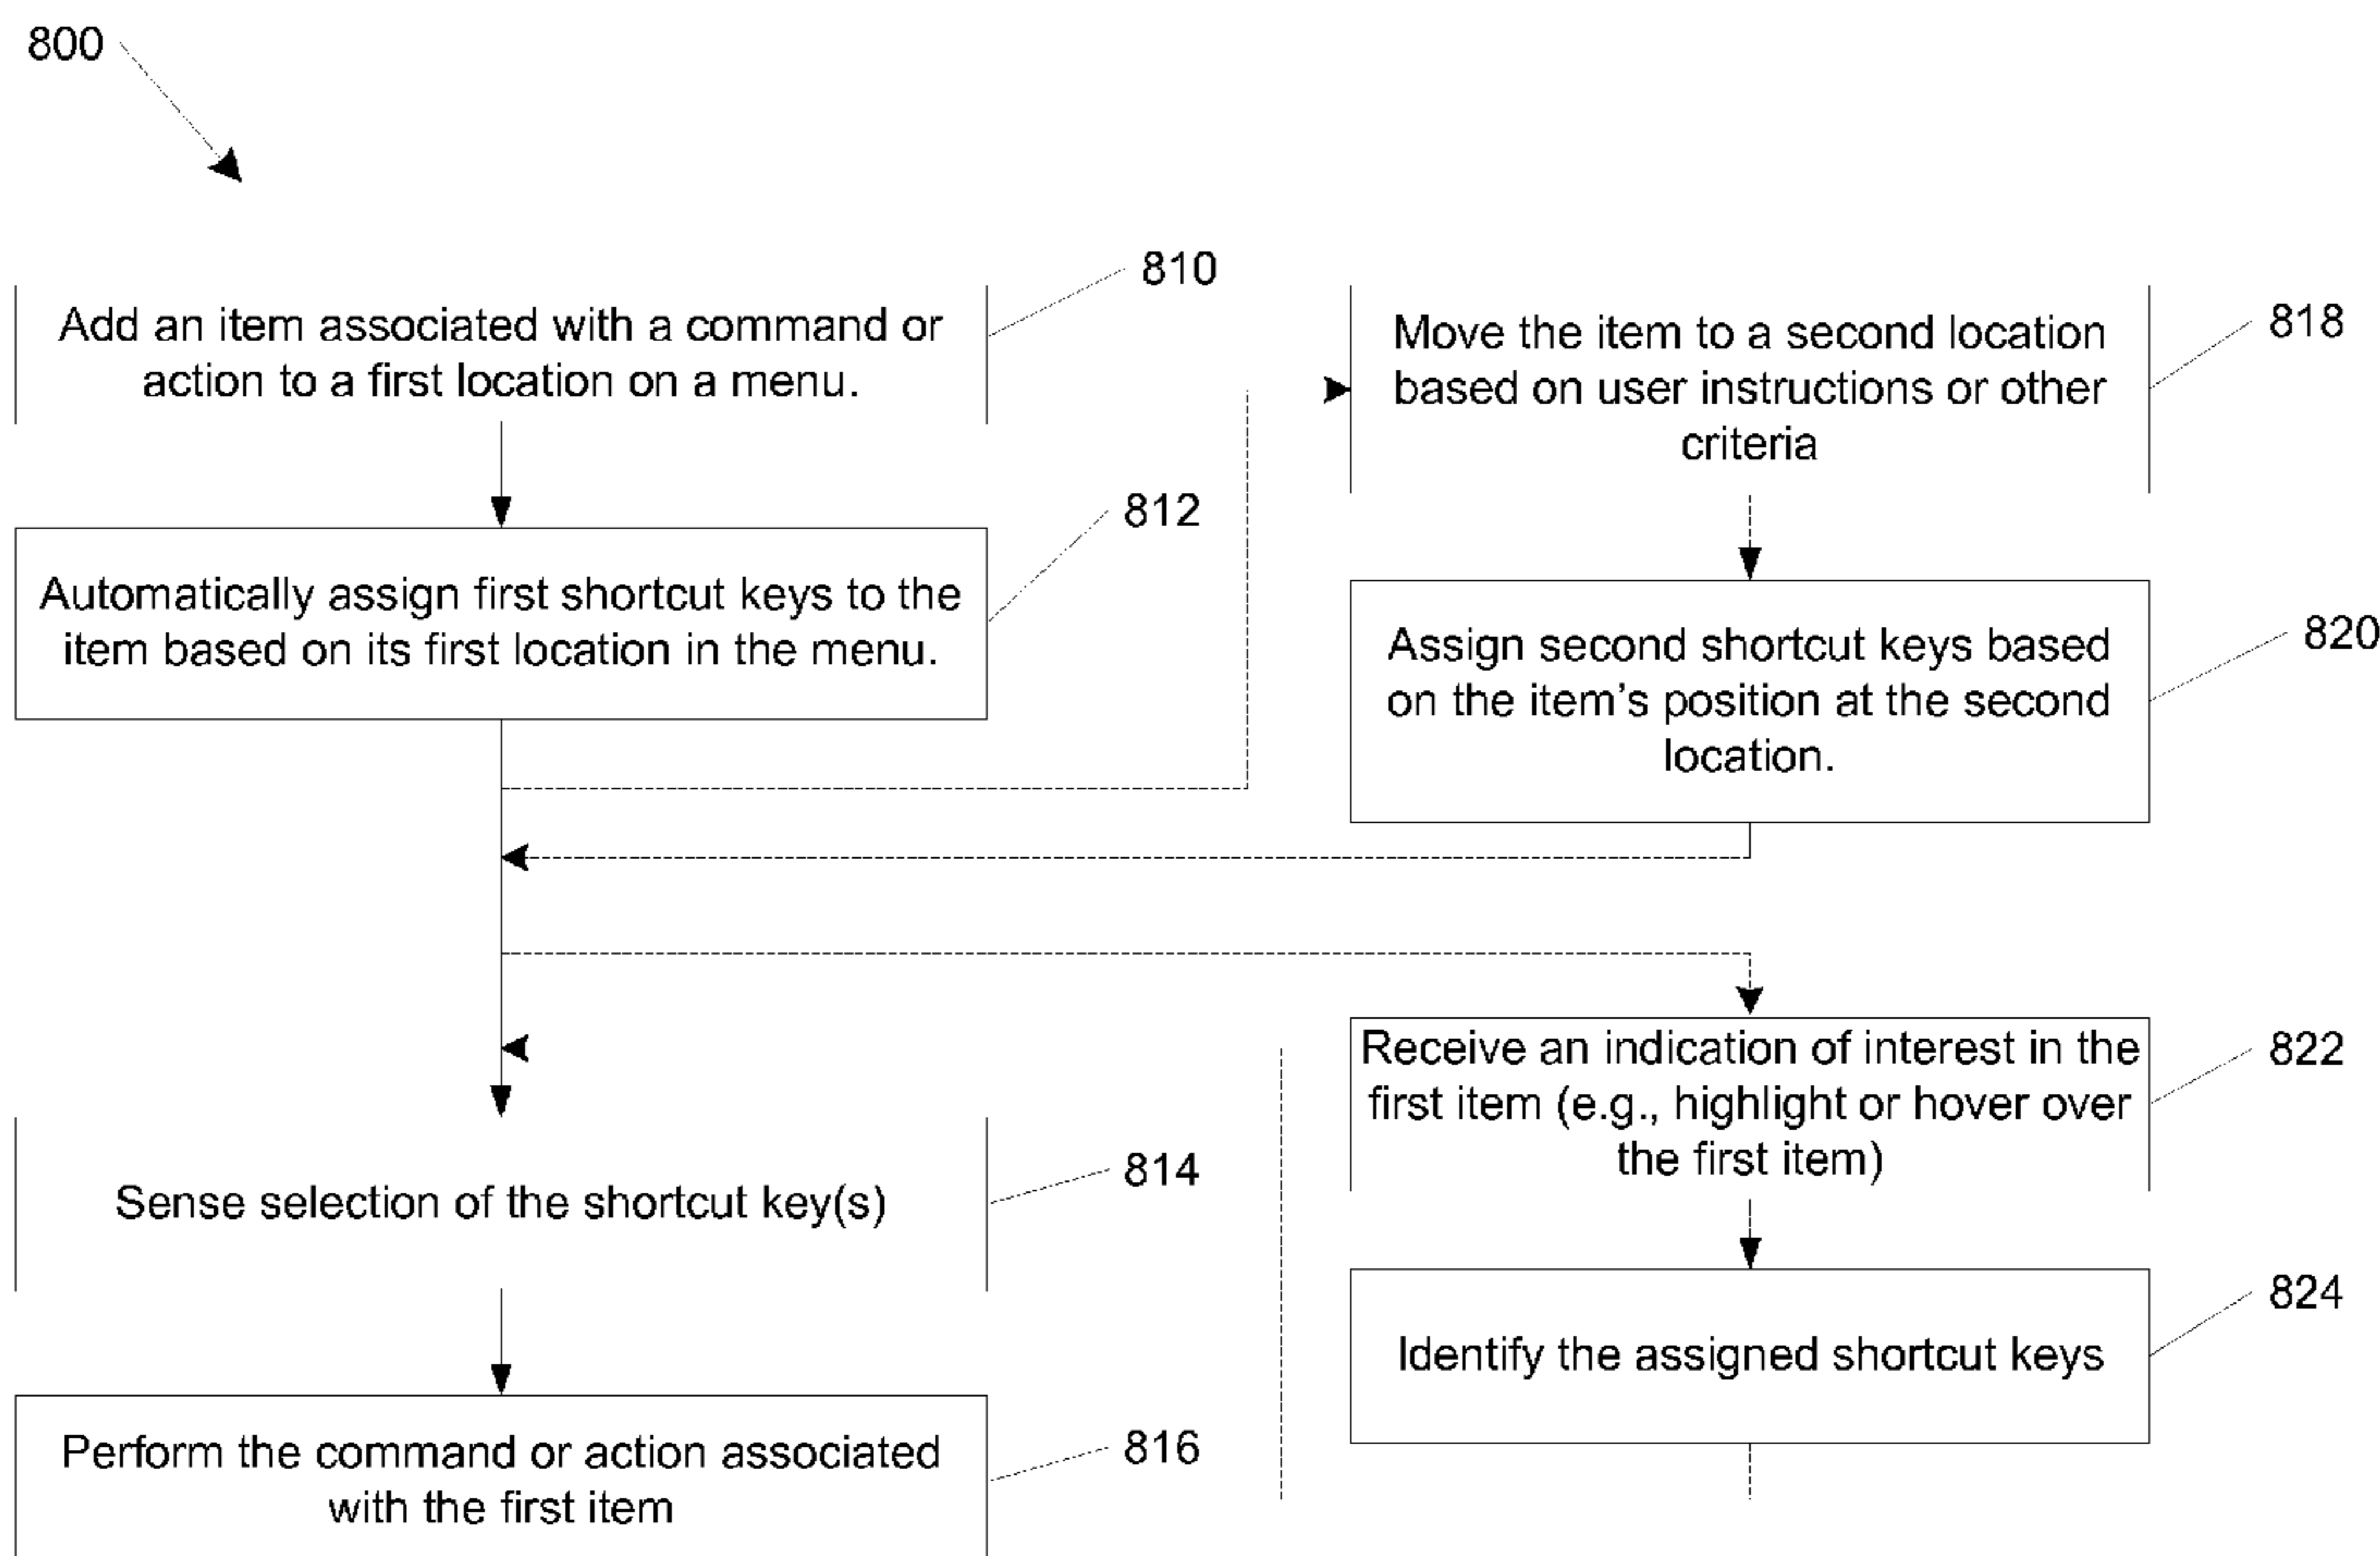 800
810
Add an item associated with a command or
action to a first location on a menu.
812
Automatically assign first shortcut keys to the
item based on its first location in the menu.
818
Move the item to a second location
based on user instructions or other
criteria
820
Assign second shortcut keys based
on the item’s position at the second
location.
822
Receive an indication of interest in the
first item (e.g., highlight or hover over
the first item)
824
Identify the assigned shortcut keys
814
Sense selection of the shortcut key(s)
816
Perform the command or action associated
with the first item